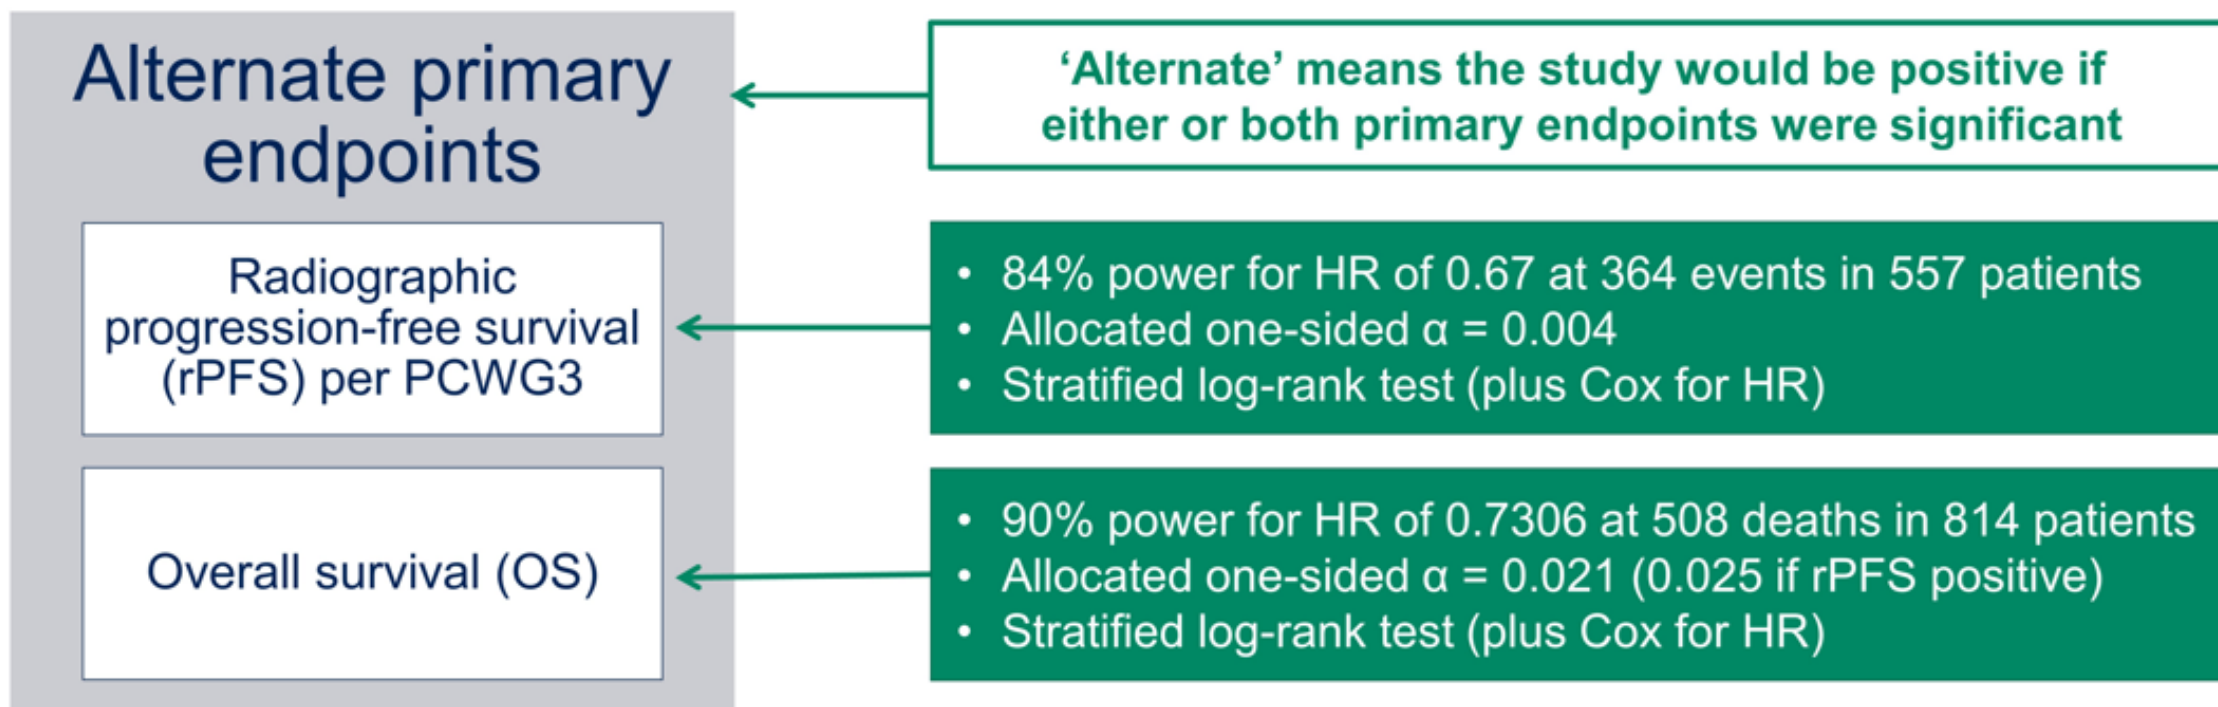 Alternate primary
endpoints
‘Alternate’ means the study would be positive if
either or both primary endpoints were significant
Radiographic
progression-free survival
(rPFS) per PCWG3
• 84% power for HR of 0.67 at 364 events in 557 patients
• Allocated one-sided α = 0.004
• Stratified log-rank test (plus Cox for HR)
Overall survival (OS)
• 90% power for HR of 0.7306 at 508 deaths in 814 patients
• Allocated one-sided α = 0.021 (0.025 if rPFS positive)
• Stratified log-rank test (plus Cox for HR)